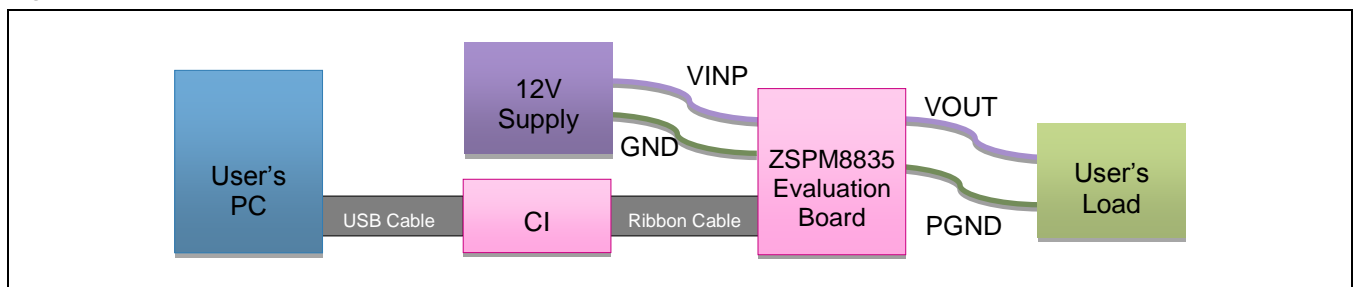 User's
PC
USB Cable
12V
Supply
VINP
GND
CI
Ribbon Cable
ZSPM8835
Evaluation
Board
VOUT
PGND
User's
Load